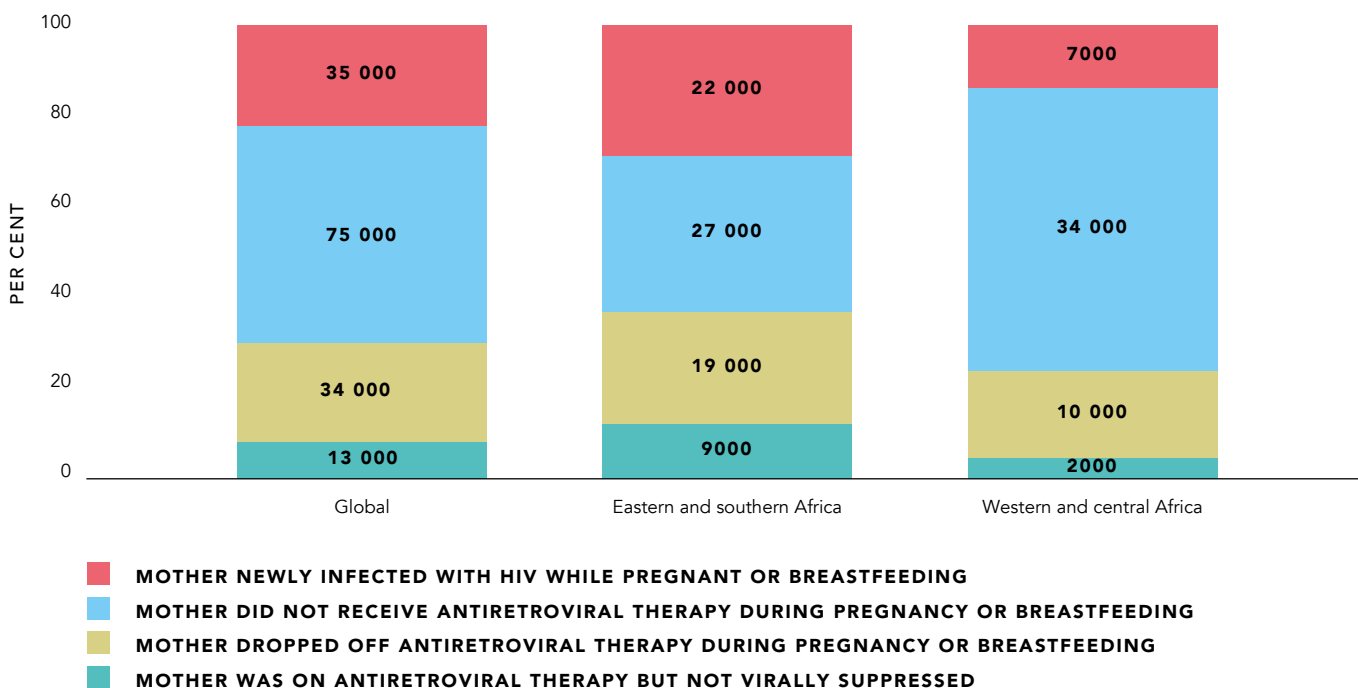 100
80
60
40
20
0
PER CENT
35 000
75 000
34 000
13 000
22 000
27 000
19 000
9000
7000
34 000
10 000
2000
Global
Eastern and southern Africa
Western and central Africa
MOTHER NEWLY INFECTED WITH HIV WHILE PREGNANT OR BREASTFEEDING
MOTHER DID NOT RECEIVE ANTIRETROVIRAL THERAPY DURING PREGNANCY OR BREASTFEEDING
MOTHER DROPPED OFF ANTIRETROVIRAL THERAPY DURING PREGNANCY OR BREASTFEEDING
MOTHER WAS ON ANTIRETROVIRAL THERAPY BUT NOT VIRALLY SUPPRESSED